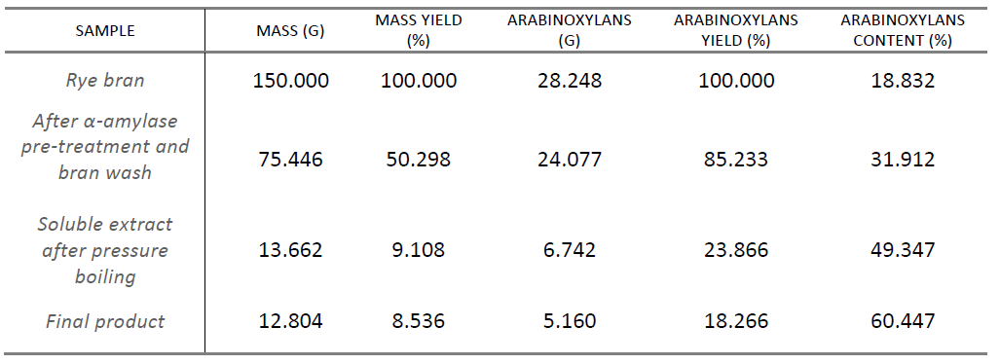 SAMPLE MASS (G) MASS YIELD (%) ARABINOXYLANS (G) ARABINOXYLANS YIELD (%) ARABINOXYLANS CONTENT (%)
Rye bran 150.000 100.000 28.248 100.000 18.832
After α-amylase pre-treatment and bran wash 75.446 50.298 24.077 85.233 31.912
Soluble extract after pressure boiling 13.662 9.108 6.742 23.866 49.347
Final product 12.804 8.536 5.160 18.266 60.447